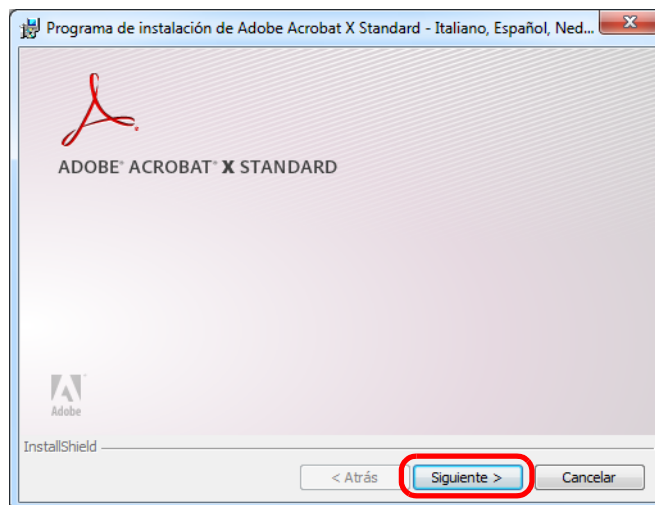 Programa de instalación de Adobe Acrobat X Standard - Italiano, Español, Ned...
ADOBE® ACROBAT® X STANDARD
Adobe
InstallShield
< Atrás
Siguiente >
Cancelar